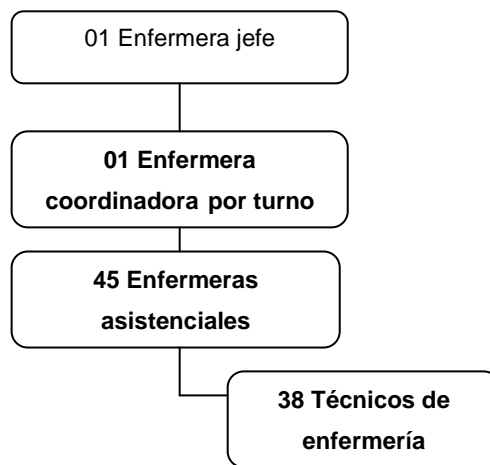 01 Enfermera jefe
01 Enfermera
coordinadora por turno
45 Enfermeras
asistenciales
38 Técnicos de
enfermería